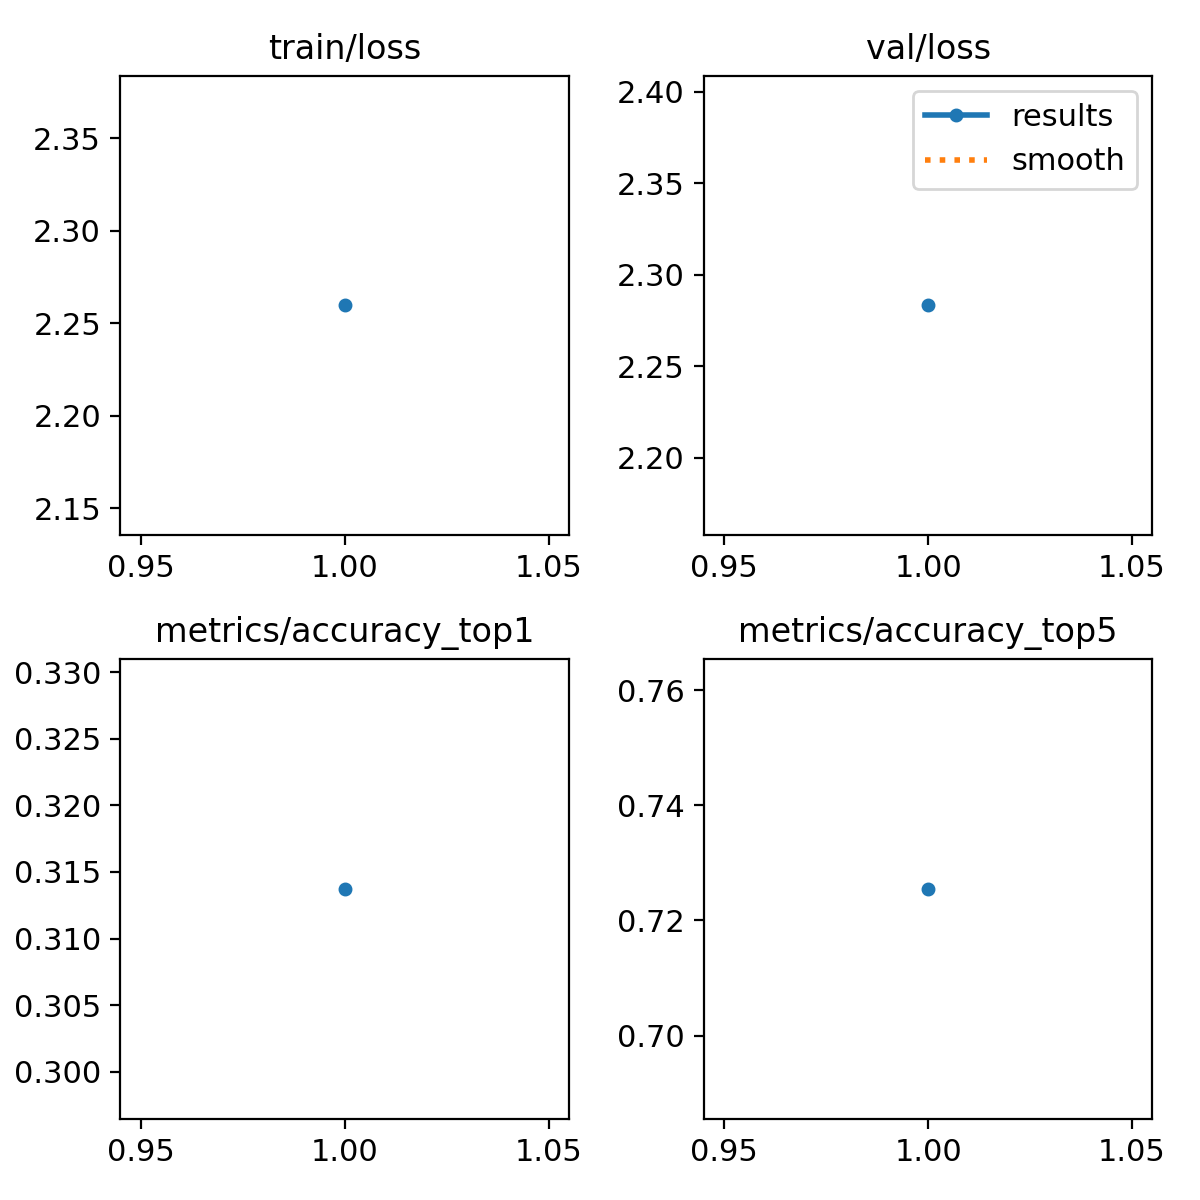 train/loss
2.35
2.30
2.25
2.20
2.15
0.95 1.00 1.05
val/loss
results
smooth
2.40
2.35
2.30
2.25
2.20
0.95 1.00 1.05
metrics/accuracy_top1
0.330
0.325
0.320
0.315
0.310
0.305
0.300
0.95 1.00 1.05
metrics/accuracy_top5
0.76
0.74
0.72
0.70
0.95 1.00 1.05